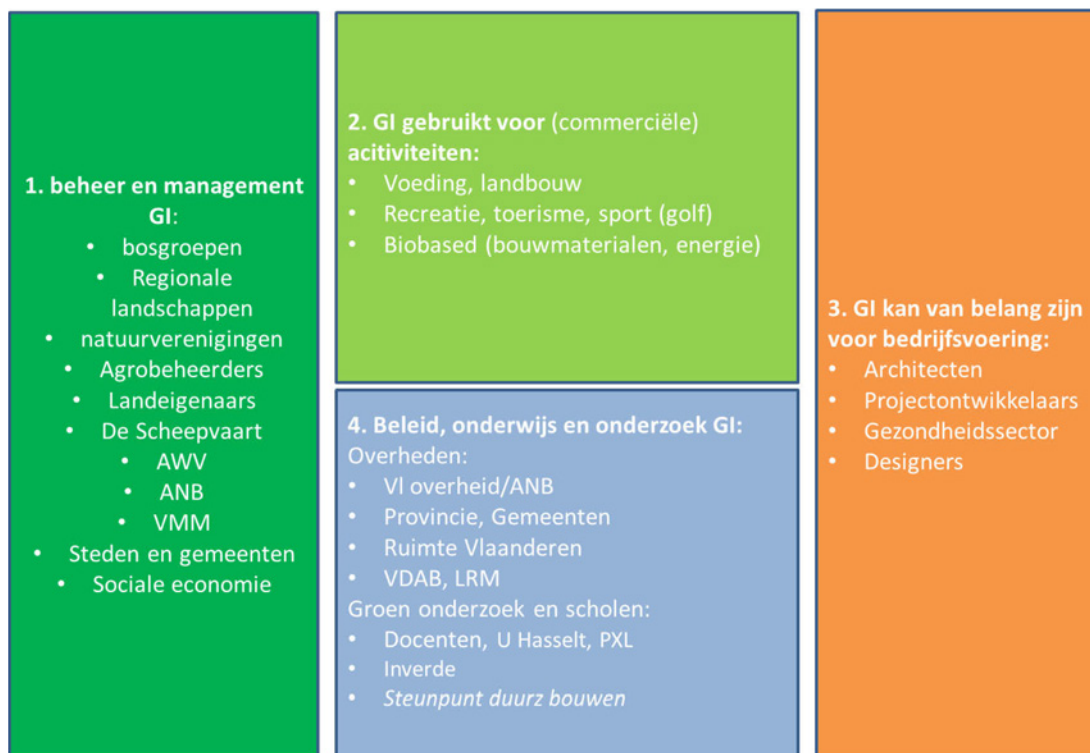 1. beheer en management
GI:
• bosgroepen
• Regionale
landschappen
• natuurverenigingen
• Agrobeheerders
• Landeigenaars
• De Scheepvaart
• AWV
• ANB
• VMM
• Steden en gemeenten
• Sociale economie
2. GI gebruikt voor (commerciële)
acitiviteiten:
• Voeding, landbouw
• Recreatie, toerisme, sport (golf)
• Biobased (bouwmaterialen, energie)
4. Beleid, onderwijs en onderzoek GI:
Overheden:
• Vl overheid/ANB
• Provincie, Gemeenten
• Ruimte Vlaanderen
• VDAB, LRM
Groen onderzoek en scholen:
• Docenten, U Hasselt, PXL
• Inverde
• Steunpunt duurz bouwen
3. GI kan van belang zijn
voor bedrijfsvoering:
• Architecten
• Projectontwikkelaars
• Gezondheidssector
• Designers